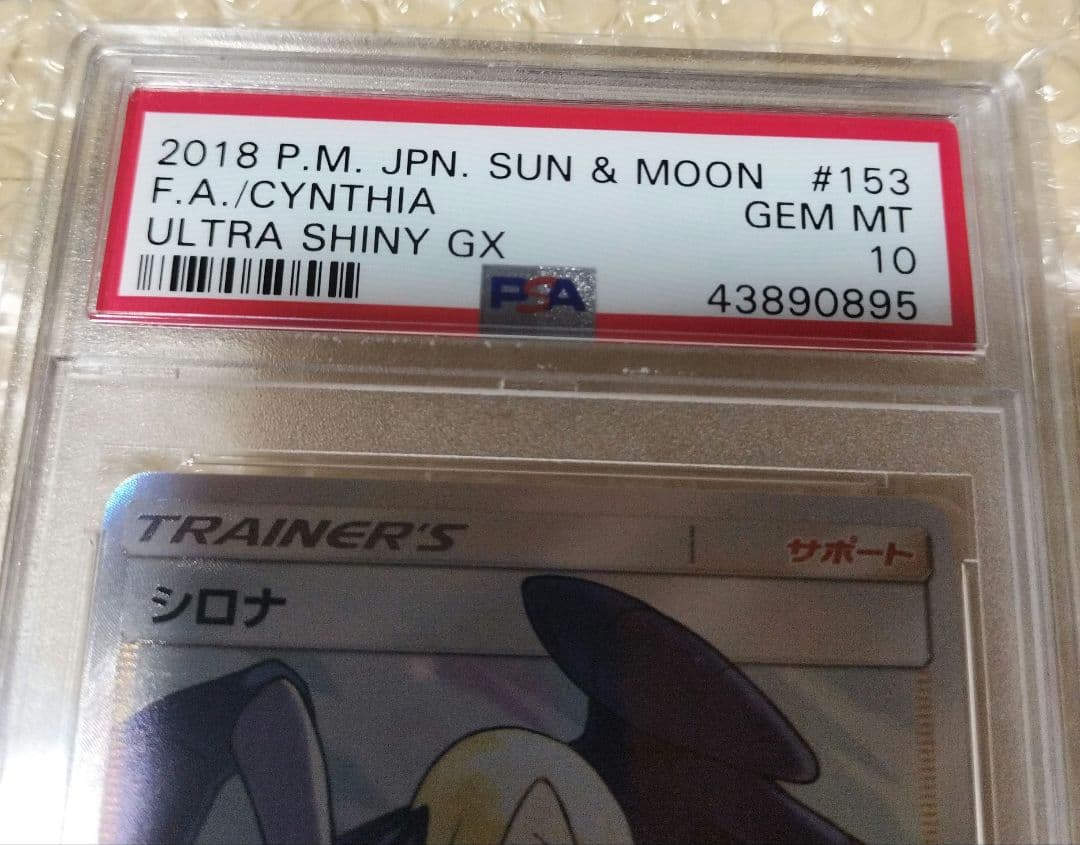 2018 P.M. JPN. SUN & MOON #153
F.A./CYNTHIA GEM MT
ULTRA SHINY GX 10
PSA 43890895
TRAINER'S サポート
シロナ